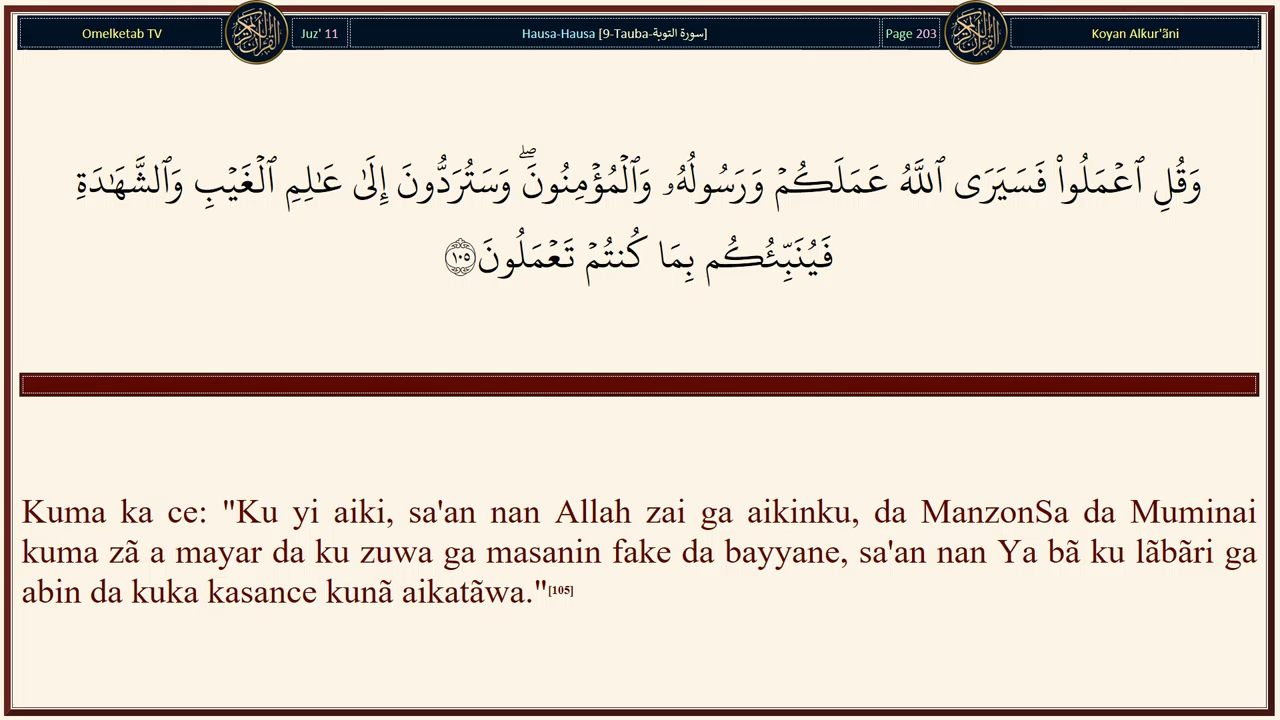 Omelketab TV
Juz' 11
Hausa-Hausa [9-Tauba-سورة التوبة]
Page 203
Koyan Alƙur'ãni
وَقُلِ ٱعۡمَلُواْ فَسَيَرَى ٱللَّهُ عَمَلَكُمۡ وَرَسُولُهُۥ وَٱلۡمُؤۡمِنُونَۖ وَسَتُرَدُّونَ إِلَىٰ عَٰلِمِ ٱلۡغَيۡبِ وَٱلشَّهَٰدَةِ
فَيُنَبِّئُكُم بِمَا كُنتُمۡ تَعۡمَلُونَ ١٠٥
Kuma ka ce: "Ku yi aiki, sa'an nan Allah zai ga aikinku, da ManzonSa da Muminai
kuma zã a mayar da ku zuwa ga masanin fake da bayyane, sa'an nan Ya bã ku lãbãri ga
abin da kuka kasance kunã aikatãwa."[105]